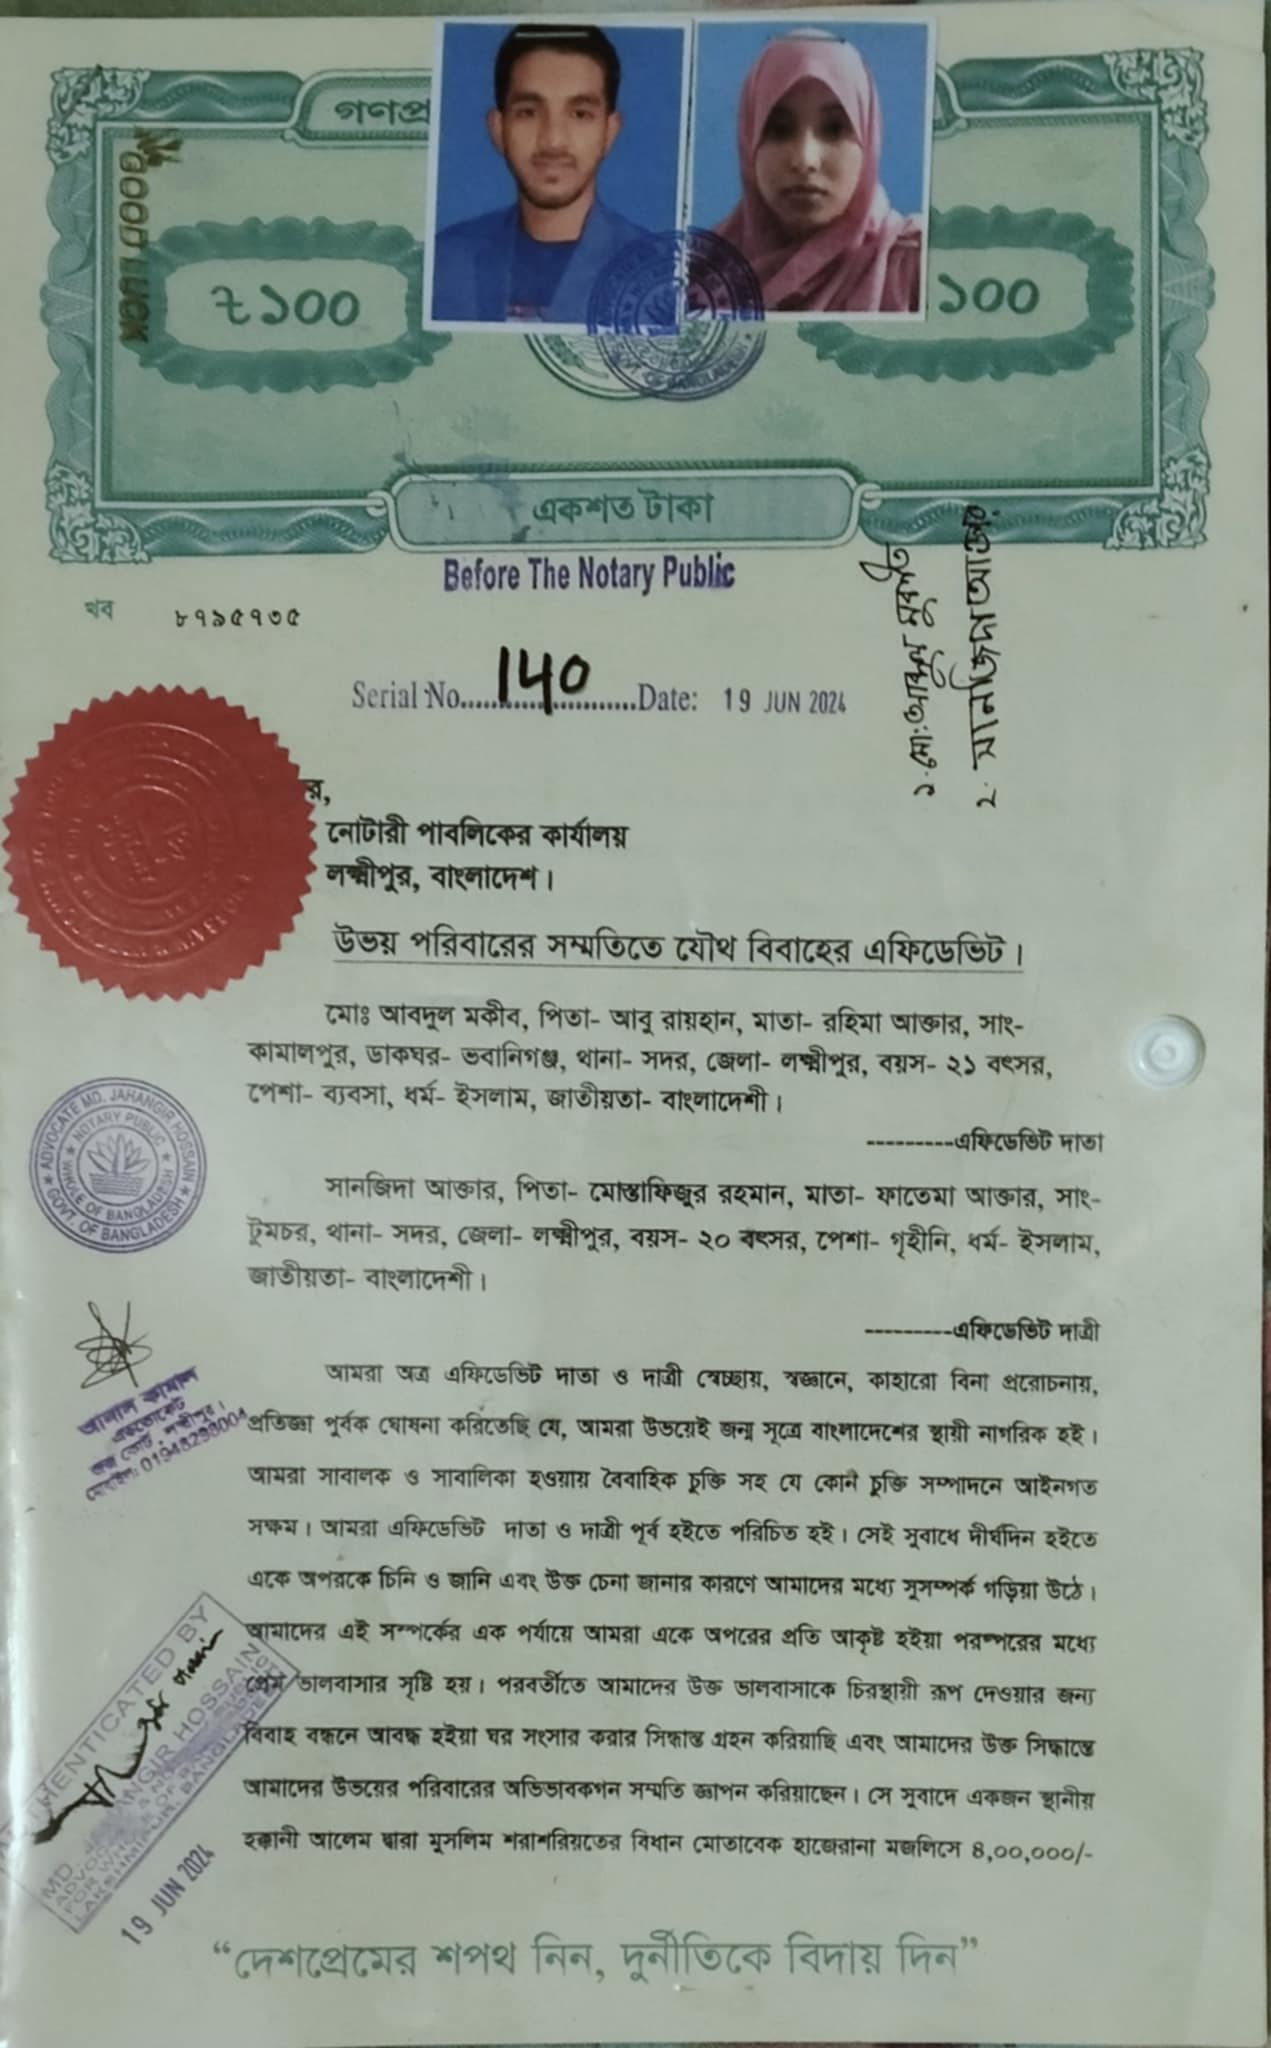 গণপ্র
GOOD LUCK
৳১০০
১০০
একশত টাকা
Before The Notary Public
খব ৮৭১৫৭৩৫
Serial No. 140 Date: 19 JUN 2024
১. মোঃ আব্দুল মুকীত
২. সানজিদা আক্তার
র,
নোটারী পাবলিকের কার্যালয়
লক্ষ্মীপুর, বাংলাদেশ।
উভয় পরিবারের সম্মতিতে যৌথ বিবাহের এফিডেভিট।
মোঃ আবদুল মকীব, পিতা- আবু রায়হান, মাতা- রহিমা আক্তার, সাং-
কামালপুর, ডাকঘর- ভবানিগঞ্জ, থানা- সদর, জেলা- লক্ষ্মীপুর, বয়স- ২১ বৎসর,
পেশা- ব্যবসা, ধর্ম- ইসলাম, জাতীয়তা- বাংলাদেশী।
----------এফিডেভিট দাতা
সানজিদা আক্তার, পিতা- মোস্তাফিজুর রহমান, মাতা- ফাতেমা আক্তার, সাং-
টুমচর, থানা- সদর, জেলা- লক্ষ্মীপুর, বয়স- ২০ বৎসর, পেশা- গৃহীনি, ধর্ম- ইসলাম,
জাতীয়তা- বাংলাদেশী।
----------এফিডেভিট দাত্রী
ADVOCATE MD. JAHANGIR HOSSAIN
NOTARY PUBLIC
WHOLE OF BANGLADESH
GOVT. OF BANGLADESH
আমরা অত্র এফিডেভিট দাতা ও দাত্রী স্বেচ্ছায়, স্বজ্ঞানে, কাহারো বিনা প্ররোচনায়,
প্রতিজ্ঞা পূর্বক ঘোষনা করিতেছি যে, আমরা উভয়েই জন্ম সূত্রে বাংলাদেশের স্থায়ী নাগরিক হই।
আমরা সাবালক ও সাবালিকা হওয়ায় বৈবাহিক চুক্তি সহ যে কোন চুক্তি সম্পাদনে আইনগত
সক্ষম। আমরা এফিডেভিট দাতা ও দাত্রী পূর্ব হইতে পরিচিত হই। সেই সুবাধে দীর্ঘদিন হইতে
একে অপরকে চিনি ও জানি এবং উক্ত চেনা জানার কারণে আমাদের মধ্যে সুসম্পর্ক গড়িয়া উঠে।
আমাদের এই সম্পর্কের এক পর্যায়ে আমরা একে অপরের প্রতি আকৃষ্ট হইয়া পরস্পরের মধ্যে
প্রেম ভালবাসার সৃষ্টি হয়। পরবর্তীতে আমাদের উক্ত ভালবাসাকে চিরস্থায়ী রূপ দেওয়ার জন্য
বিবাহ বন্ধনে আবদ্ধ হইয়া ঘর সংসার করার সিদ্ধান্ত গ্রহন করিয়াছি এবং আমাদের উক্ত সিদ্ধান্তে
আমাদের উভয়ের পরিবারের অভিভাবকগন সম্মতি জ্ঞাপন করিয়াছেন। সে সুবাদে একজন স্থানীয়
হক্কানী আলেম দ্বারা মুসলিম শরাশরিয়তের বিধান মোতাবেক হাজেরানা মজলিসে ৪,০০,০০০/-
কামাল
এডভোকেট
জজ কোর্ট, লক্ষ্মীপুর।
মোবাইল: 01948298004
HENTICATED BY
MD. JAHANGIR HOSSAIN
LAKSHMIPUR, BANGLADESH
19 JUN 2024
“দেশপ্রেমের শপথ নিন, দুর্নীতিকে বিদায় দিন”